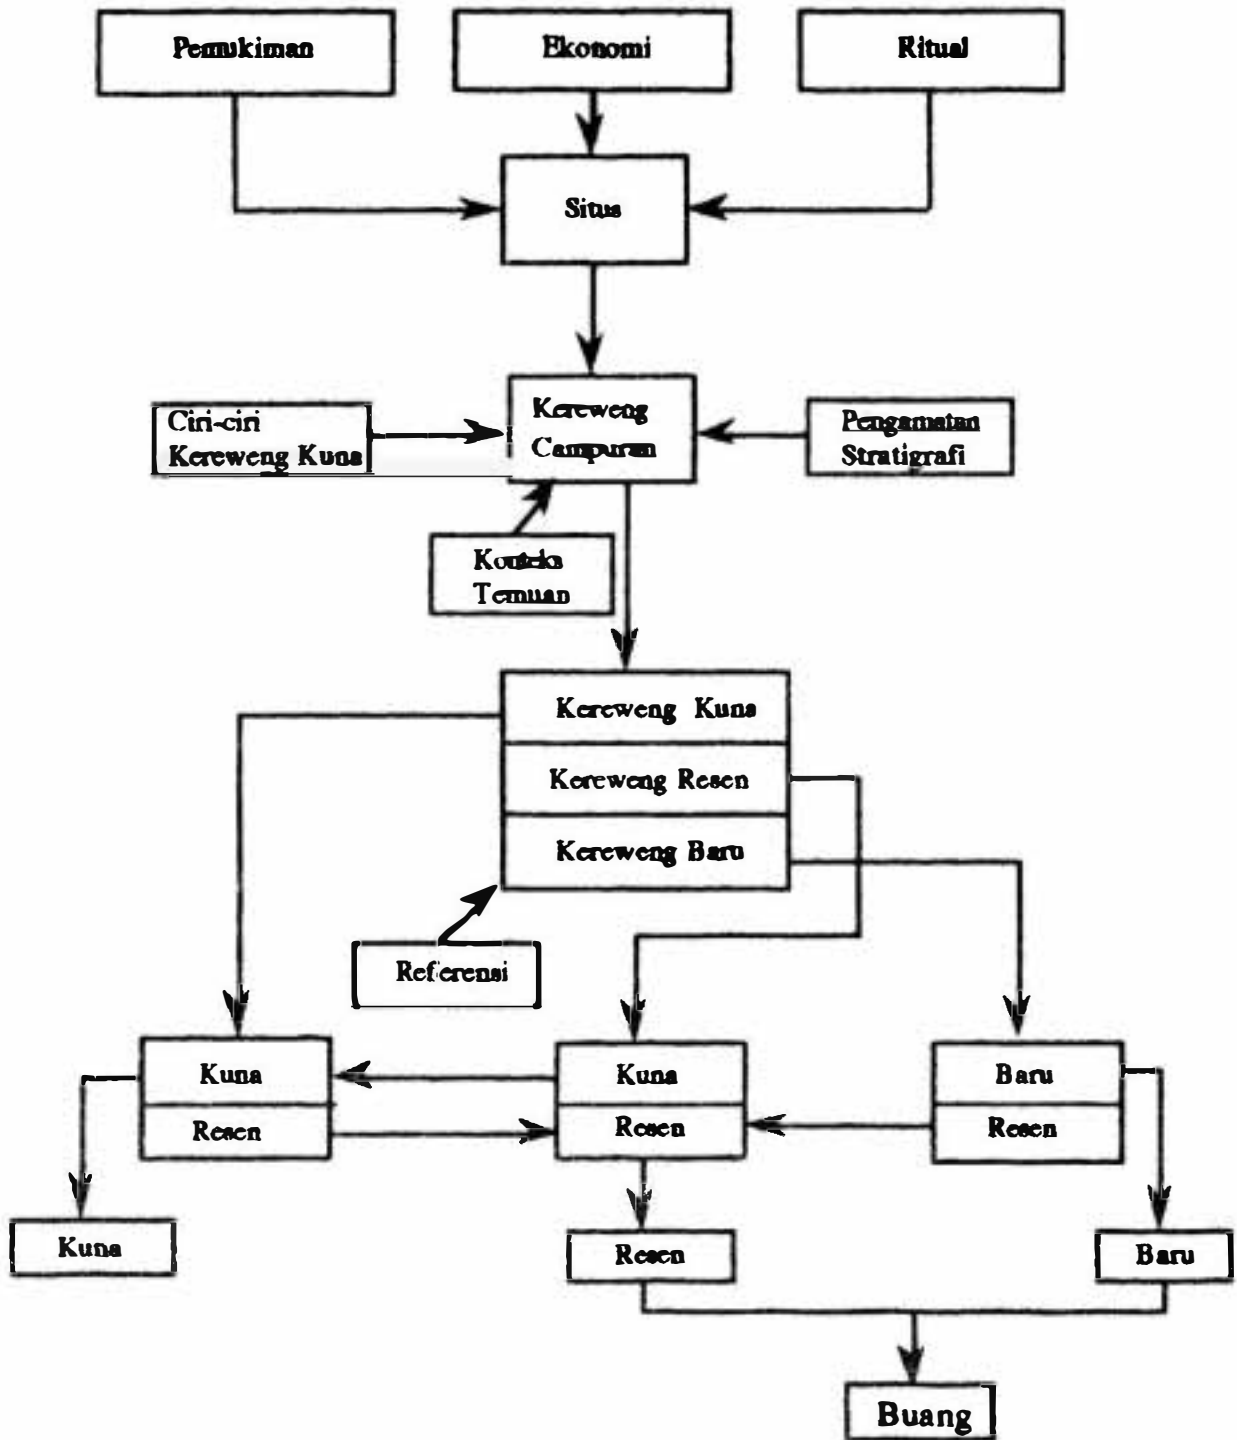 Pemukiman
Ekonomi
Ritual
Situs
Ciri-ciri
Kereweng Kuna
Kereweng
Campuran
Pengamatan
Stratigrafi
Konteks
Temuan
Kereweng Kuna
Kereweng Resen
Kereweng Baru
Referensi
Kuna
Resen
Kuna
Resen
Baru
Resen
Kuna
Resen
Baru
Buang